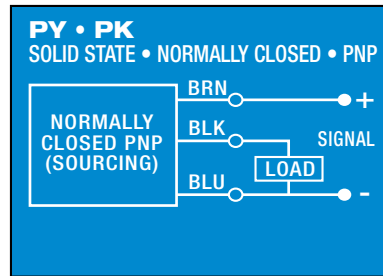 PY • PK
SOLID STATE • NORMALLY CLOSED • PNP
NORMALLY
CLOSED PNP
(SOURCING)
BRN
+
BLK
SIGNAL
LOAD
BLU
-